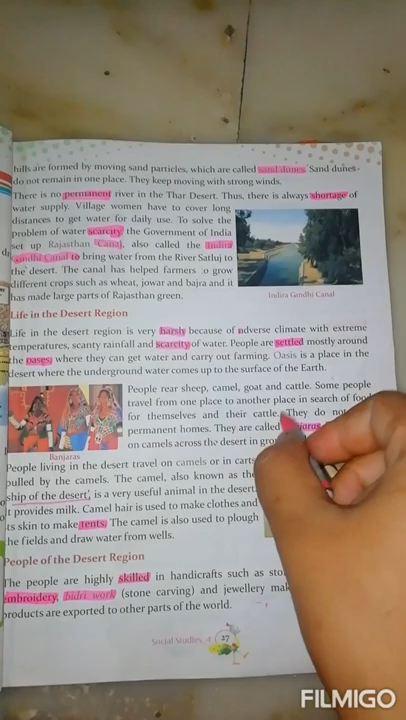 hills are formed by moving sand particles, which are called sand dunes. Sand dunes
do not remain in one place. They keep moving with strong winds.
There is no permanent river in the Thar Desert. Thus, there is always shortage of
water supply. Village women have to cover long
distances to get water for daily use. To solve the
problem of water scarcity the Government of India
set up Rajasthan Canal, also called the Indira
Gandhi Canal to bring water from the River Satluj to
the desert. The canal has helped farmers to grow
different crops such as wheat, jowar and bajra and it
has made large parts of Rajasthan green.
Indira Gandhi Canal
Life in the Desert Region
Life in the desert region is very harsh because of adverse climate with extreme
temperatures, scanty rainfall and scarcity of water. People are settled mostly around
the oases, where they can get water and carry out farming. Oasis is a place in the
desert where the underground water comes up to the surface of the Earth.
People rear sheep, camel, goat and cattle. Some people
travel from one place to another place in search of food
for themselves and their cattle. They do not
permanent homes. They are called
on camels across the desert in
Banjaras
People living in the desert travel on camels or in carts
pulled by the camels. The camel, also known as the
ship of the desert', is a very useful animal in the desert.
It provides milk. Camel hair is used to make clothes and
its skin to make tents. The camel is also used to plough
he fields and draw water from wells.
People of the Desert Region
The people are highly skilled in handicrafts such as
embroidery, bidri work (stone carving) and jewellery
products are exported to other parts of the world.
Social Studies_4 27
FILMIGO